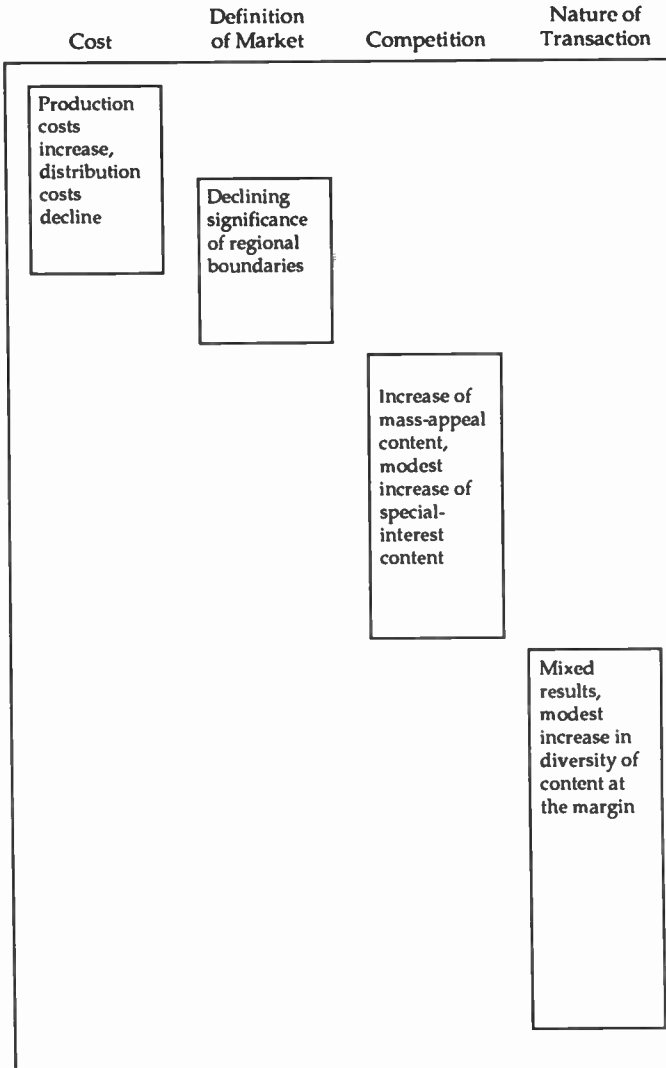 Cost
Definition
of Market
Competition
Nature of
Transaction
Production
costs
increase,
distribution
costs
decline
Declining
significance
of regional
boundaries
Increase of
mass-appeal
content,
modest
increase of
special-
interest
content
Mixed
results,
modest
increase in
diversity of
content at
the margin